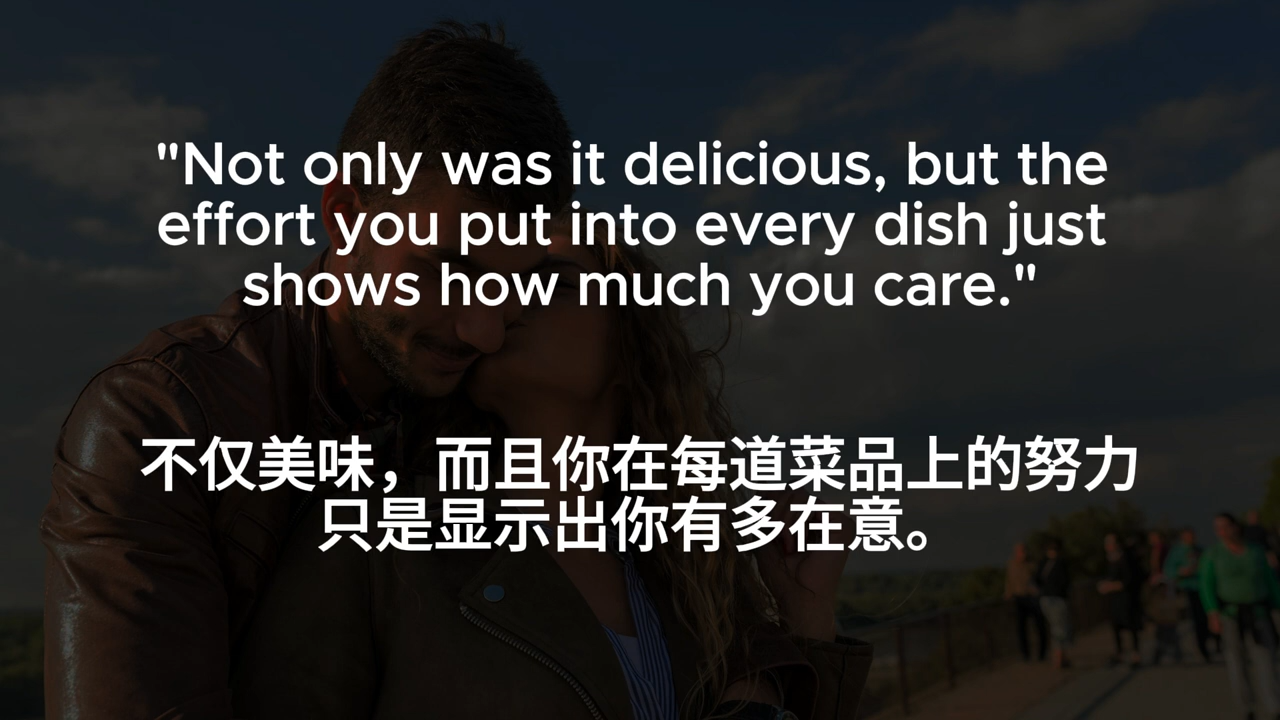 "Not only was it delicious, but the
effort you put into every dish just
shows how much you care."
不仅美味，而且你在每道菜品上的努力
只是显示出你有多在意。